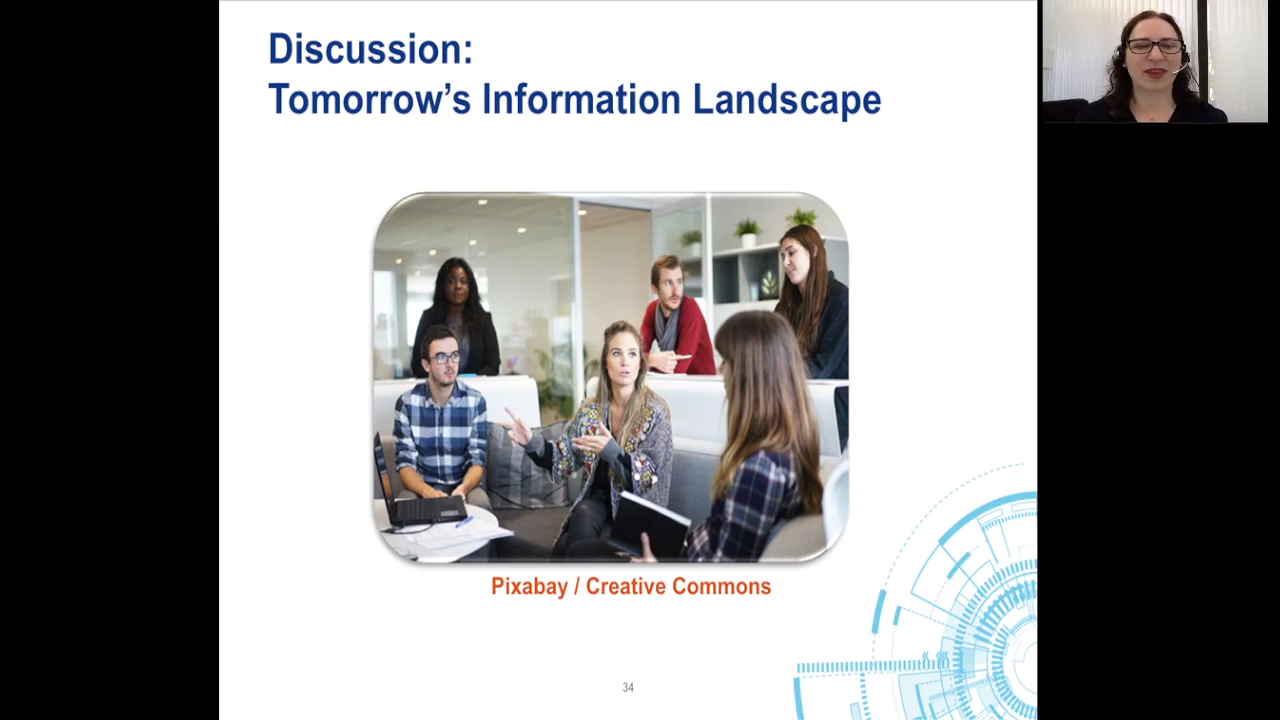 Discussion:
Tomorrow's Information Landscape
Pixabay / Creative Commons
34